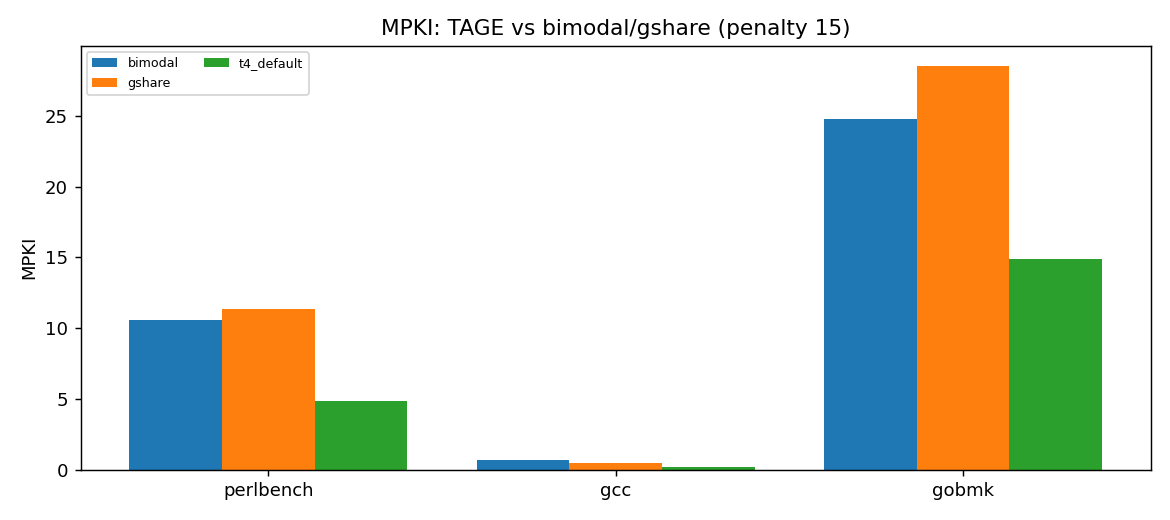 MPKI: TAGE vs bimodal/gshare (penalty 15)
bimodal
gshare
t4_default
MPKI
25
20
15
10
5
0
perlbench
gcc
gobmk